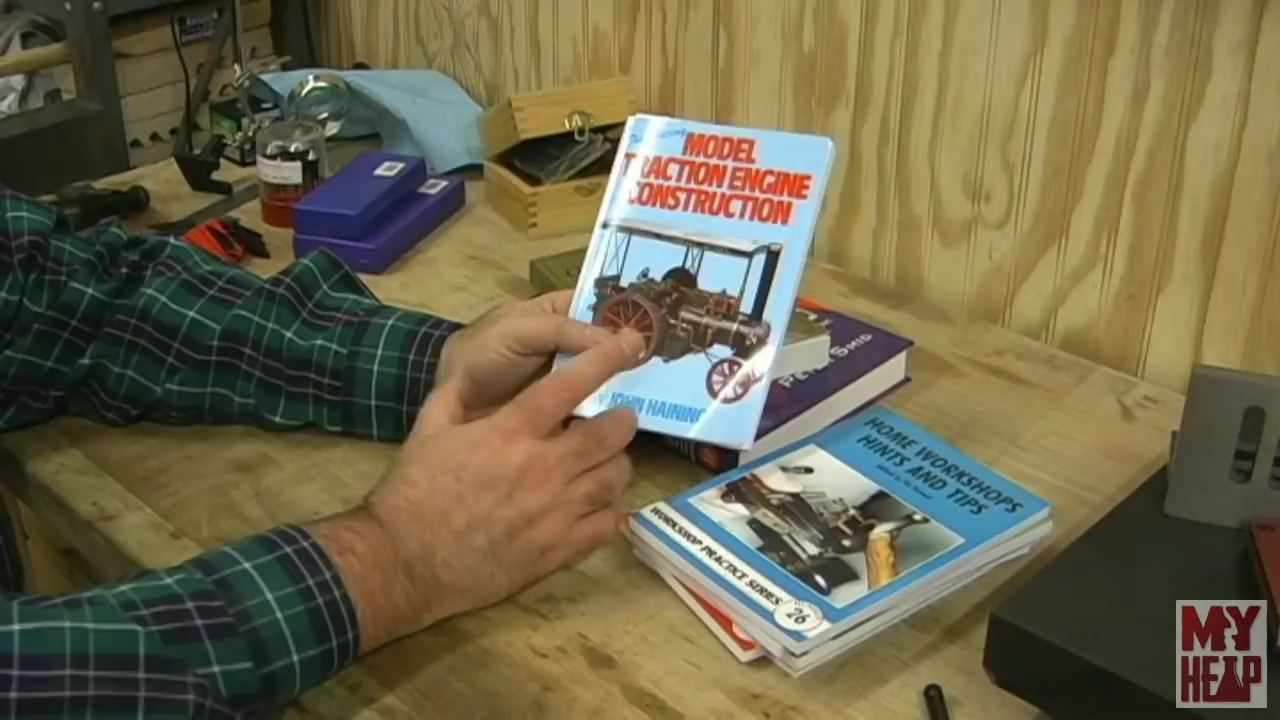 MODEL
TRACTION ENGINE
CONSTRUCTION
JOHN HAINING
HOME WORKSHOPS
HINTS AND TIPS
WORKSHOP PRACTICE SERIES
26
MY
HEAP